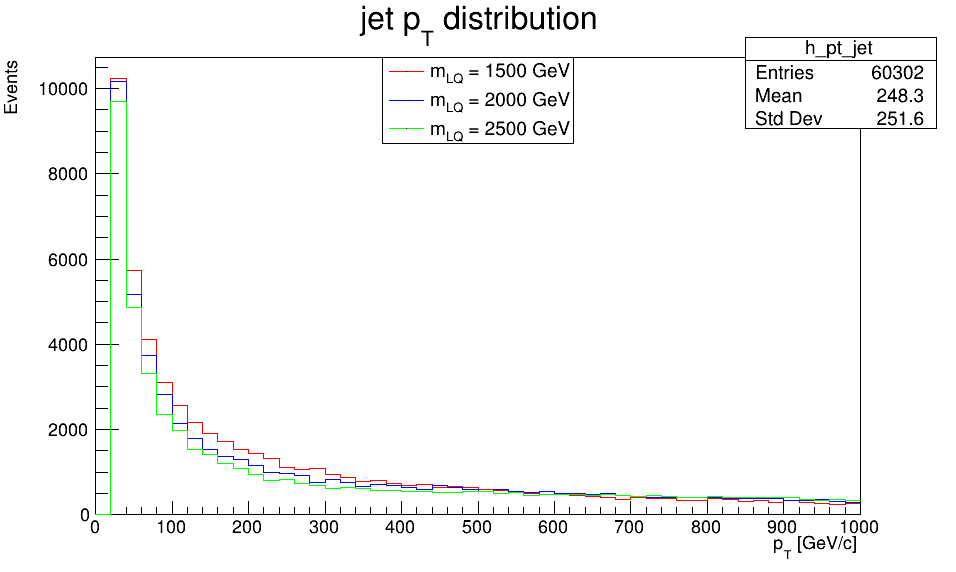 jet p_T distribution
h_pt_jet
Entries 60302
Mean 248.3
Std Dev 251.6
m_LQ = 1500 GeV
m_LQ = 2000 GeV
m_LQ = 2500 GeV
Events
10000
8000
6000
4000
2000
0
0 100 200 300 400 500 600 700 800 900 1000
p_T [GeV/c]